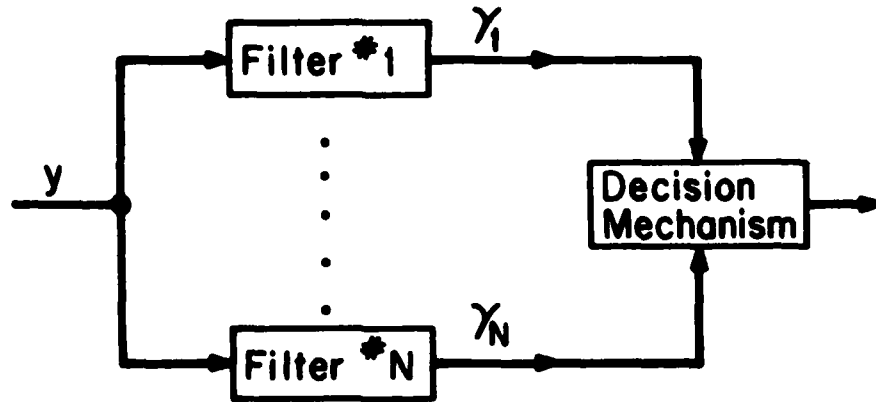 Filter #1
γ1
y
Decision
Mechanism
Filter #N
γN